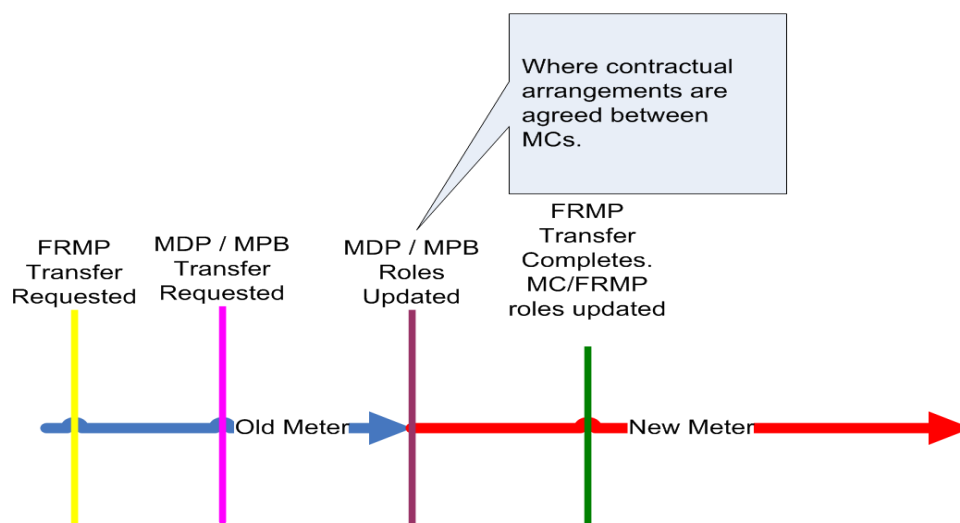 Where contractual
arrangements are
agreed between
MCs.
FRMP
Transfer
Requested
MDP / MPB
Transfer
Requested
MDP / MPB
Roles
Updated
FRMP
Transfer
Completes.
MC/FRMP
roles updated
Old Meter
New Meter